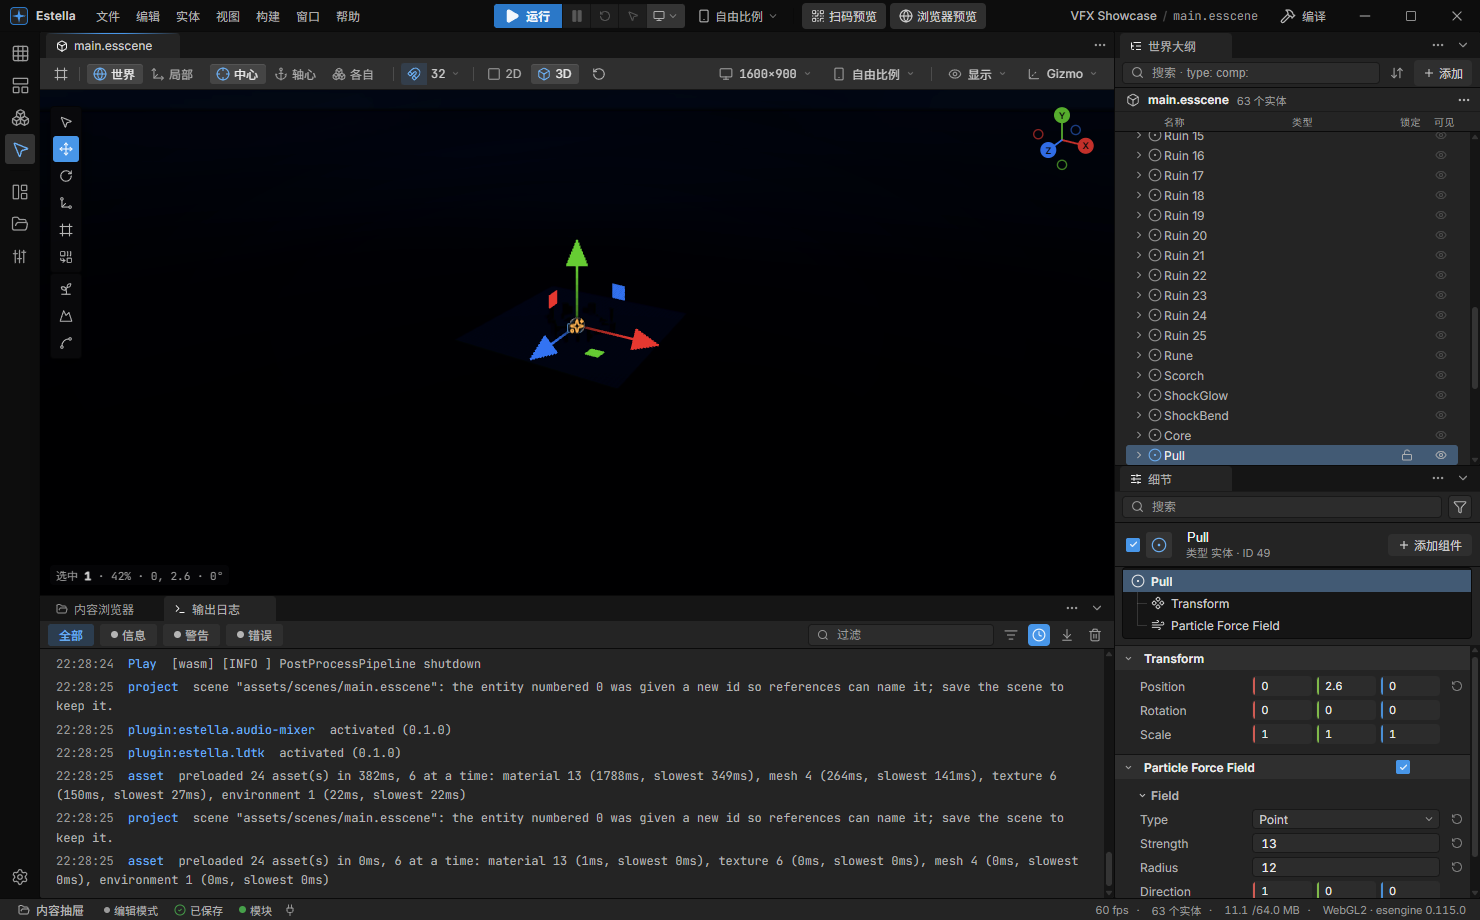 Estella 文件 编辑 实体 视图 构建 窗口 帮助 运行 自由比例 扫码预览 浏览器预览 VFX Showcase / main.esscene 编译
main.esscene
世界 局部 中心 轴心 各自 32 2D 3D 1600×900 自由比例 显示 Gizmo
Y
X
Z
选中 1 · 42% · 0, 2.6 · 0°
世界大纲
搜索 · type: comp: 添加
main.esscene 63 个实体
名称 类型 锁定 可见
Ruin 15
Ruin 16
Ruin 17
Ruin 18
Ruin 19
Ruin 20
Ruin 21
Ruin 22
Ruin 23
Ruin 24
Ruin 25
Rune
Scorch
ShockGlow
ShockBend
Core
Pull
细节
搜索
Pull
类型 实体 · ID 49
添加组件
Pull
Transform
Particle Force Field
Transform
Position 0 2.6 0
Rotation 0 0 0
Scale 1 1 1
Particle Force Field
Field
Type Point
Strength 13
Radius 12
Direction 1 0 0
内容浏览器 输出日志
全部 信息 警告 错误 过滤
22:28:24 Play [wasm] [INFO ] PostProcessPipeline shutdown
22:28:25 project scene "assets/scenes/main.esscene": the entity numbered 0 was given a new id so references can name it; save the scene to
keep it.
22:28:25 plugin:estella.audio-mixer activated (0.1.0)
22:28:25 plugin:estella.ldtk activated (0.1.0)
22:28:25 asset preloaded 24 asset(s) in 382ms, 6 at a time: material 13 (1788ms, slowest 349ms), mesh 4 (264ms, slowest 141ms), texture 6
(150ms, slowest 27ms), environment 1 (22ms, slowest 22ms)
22:28:25 project scene "assets/scenes/main.esscene": the entity numbered 0 was given a new id so references can name it; save the scene to
keep it.
22:28:25 asset preloaded 24 asset(s) in 0ms, 6 at a time: material 13 (1ms, slowest 0ms), texture 6 (0ms, slowest 0ms), mesh 4 (0ms, slowest
0ms), environment 1 (0ms, slowest 0ms)
内容抽屉 编辑模式 已保存 模块 60 fps · 63 个实体 · 11.1 /64.0 MB · WebGL2 · esengine 0.115.0